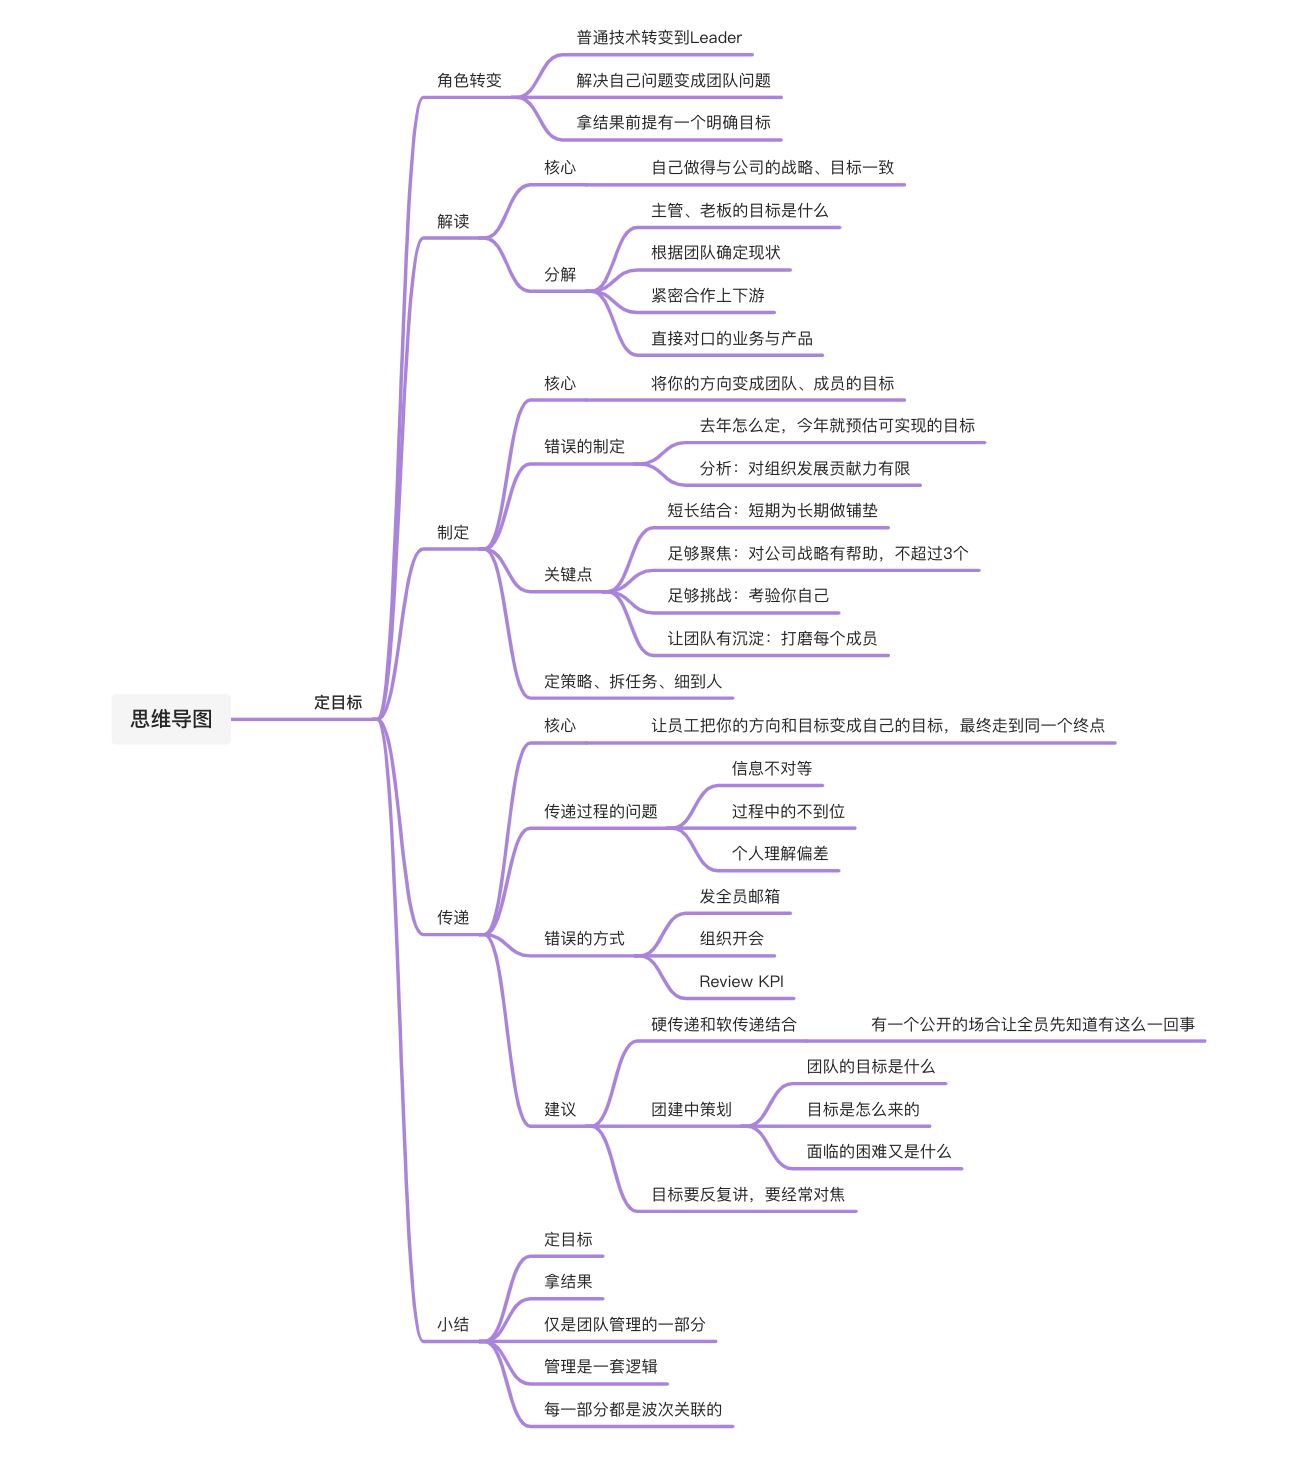 普通技术转变到Leader
角色转变
解决自己问题变成团队问题
拿结果前提有一个明确目标
核心
自己做得与公司的战略、目标一致
解读
主管、老板的目标是什么
根据团队确定现状
分解
紧密合作上下游
直接对口的业务与产品
核心
将你的方向变成团队、成员的目标
错误的制定
去年怎么定，今年就预估可实现的目标
分析：对组织发展贡献力有限
制定
短长结合：短期为长期做铺垫
足够聚焦：对公司战略有帮助，不超过3个
关键点
足够挑战：考验你自己
让团队有沉淀：打磨每个成员
定策略、拆任务、细到人
思维导图
定目标
核心
让员工把你的方向和目标变成自己的目标，最终走到同一个终点
信息不对等
传递过程的问题
过程中的不到位
个人理解偏差
传递
发全员邮箱
错误的方式
组织开会
Review KPI
硬传递和软传递结合
有一个公开的场合让全员先知道有这么一回事
团队的目标是什么
建议
团建中策划
目标是怎么来的
面临的困难又是什么
目标要反复讲，要经常对焦
定目标
拿结果
小结
仅是团队管理的一部分
管理是一套逻辑
每一部分都是波次关联的